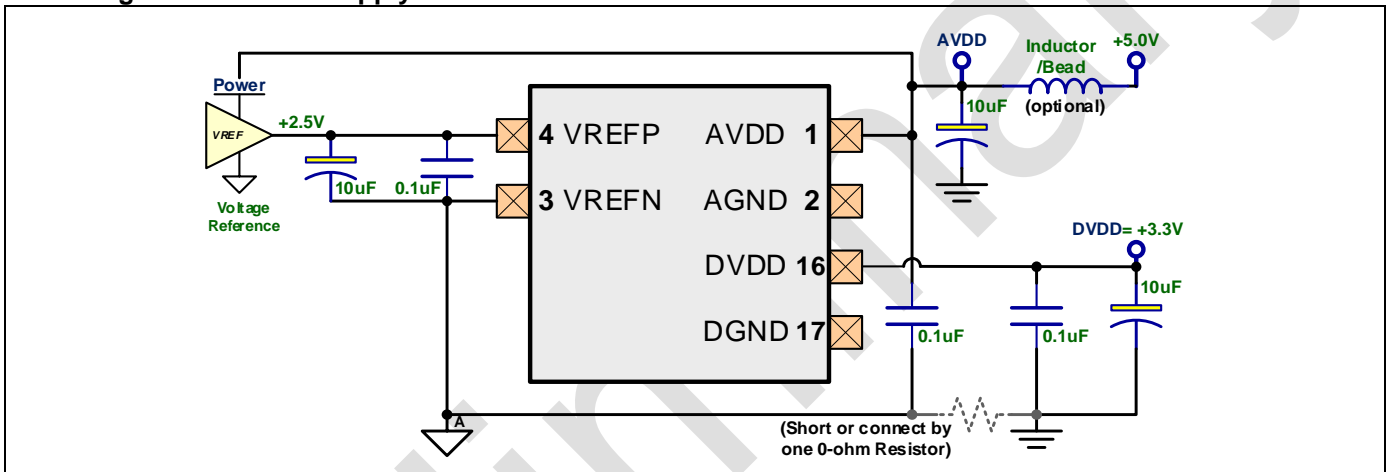 AVDD
Inductor
/Bead
+5.0V
(optional)
10uF
Power
VREF
+2.5V
10uF
0.1uF
Voltage
Reference
4 VREFP
AVDD 1
3 VREFN
AGND 2
DVDD 16
DGND 17
DVDD= +3.3V
10uF
0.1uF
0.1uF
A
(Short or connect by
one 0-ohm Resistor)